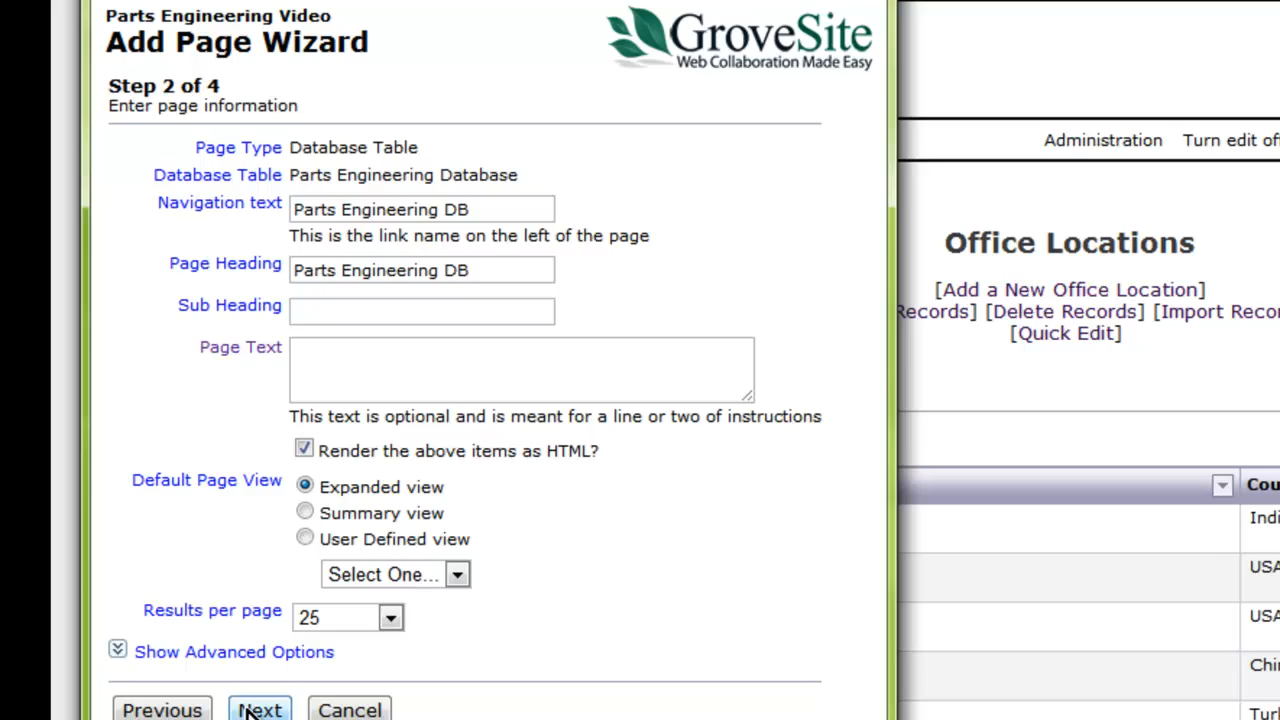 Parts Engineering Video
Add Page Wizard
GroveSite
Web Collaboration Made Easy
Step 2 of 4
Enter page information
Page Type Database Table
Database Table Parts Engineering Database
Navigation text Parts Engineering DB
This is the link name on the left of the page
Page Heading Parts Engineering DB
Sub Heading
Page Text
This text is optional and is meant for a line or two of instructions
Render the above items as HTML?
Default Page View Expanded view
Summary view
User Defined view
Select One...
Results per page 25
Show Advanced Options
Previous Next Cancel
Administration Turn edit of
Office Locations
[Add a New Office Location]
Records] [Delete Records] [Import Recor
[Quick Edit]
Cou
Indi
USA
USA
Chi
Turk